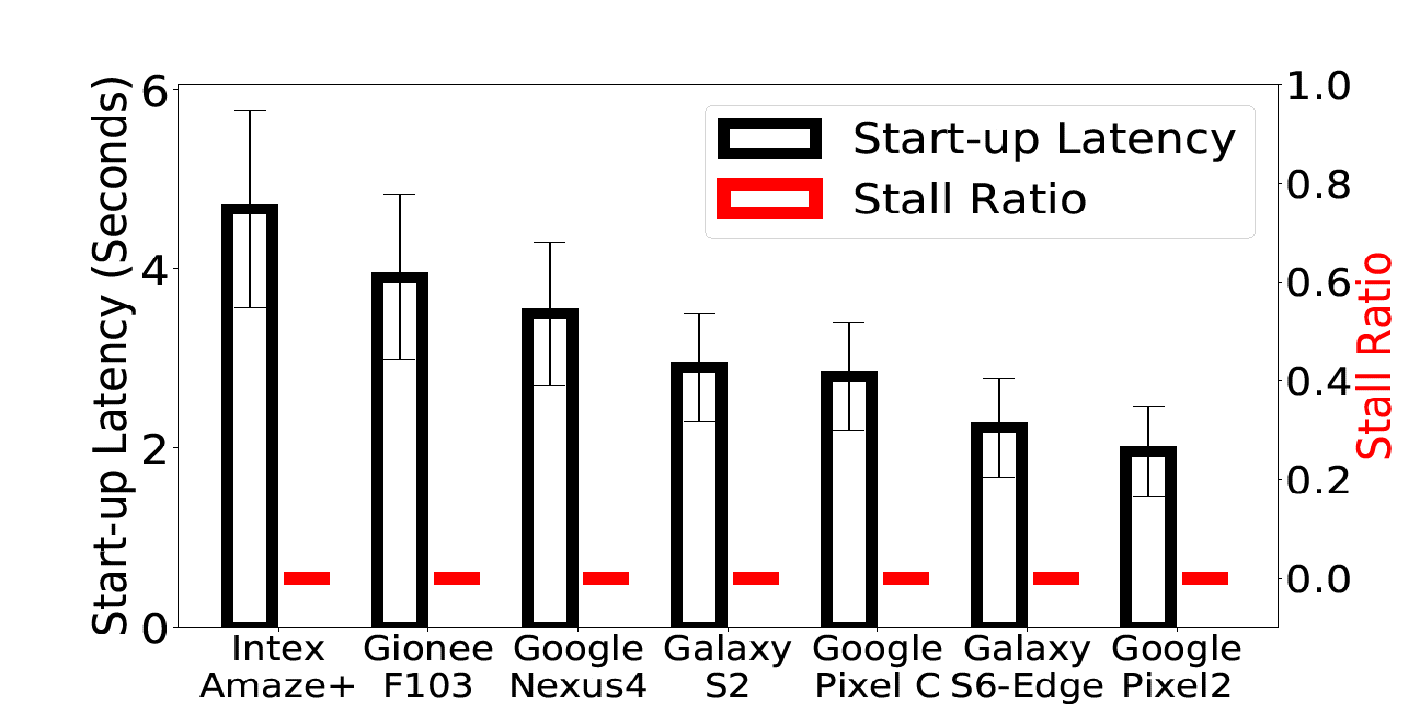 Start-up Latency (Seconds)
6
4
2
0
Start-up Latency
Stall Ratio
1.0
0.8
0.6
0.4
0.2
0.0
Stall Ratio
Intex
Amaze+
Gionee
F103
Google
Nexus4
Galaxy
S2
Google
Pixel C
Galaxy
S6-Edge
Google
Pixel2